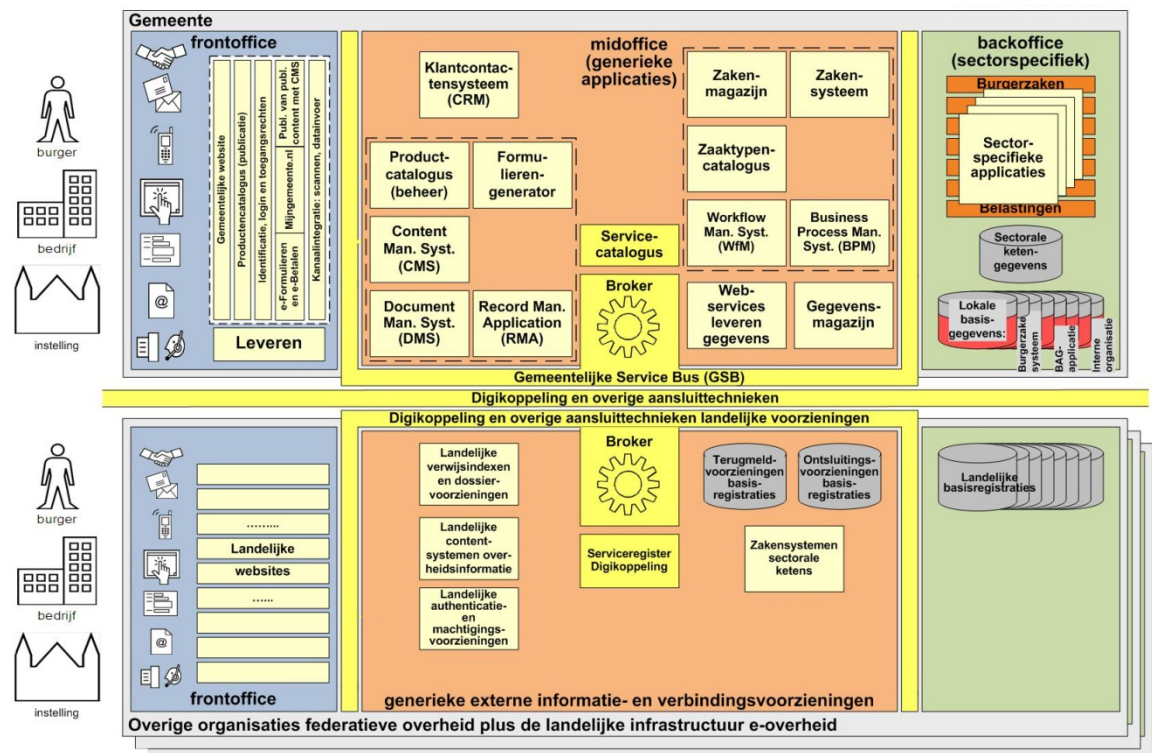 Gemeente
frontoffice
burger
bedrijf
instelling
Gemeentelijke website
Productencatalogus (publicatie)
Identificatie, login en toegangsrechten
e-Formulieren
en e-Betalen
Mijngemeente.nl
Publ. van publ.
content met CMS
Kanaalintegratie: scannen, datainvoer
@
Leveren
midoffice
(generieke
applicaties)
Klantcontac-
tensysteem
(CRM)
Product-
catalogus
(beheer)
Formu-
lieren-
generator
Content
Man. Syst.
(CMS)
Document
Man. Syst.
(DMS)
Record Man.
Application
(RMA)
Service-
catalogus
Broker
Zaken-
magazijn
Zaken-
systeem
Zaaktypen-
catalogus
Workflow
Man. Syst.
(WfM)
Business
Process Man.
Syst. (BPM)
Web-
services
leveren
gegevens
Gegevens-
magazijn
backoffice
(sectorspecifiek)
Burgerzaken
Sector-
specifieke
applicaties
Belastingen
Sectorale
keten-
gegevens
Lokale
basis-
gegevens:
Burgerzake
systeem
BAG-
applicatie
Interne
organisatie
Gemeentelijke Service Bus (GSB)
Digikoppeling en overige aansluittechnieken
Digikoppeling en overige aansluittechnieken landelijke voorzieningen
burger
bedrijf
instelling
@
.........
Landelijke
websites
......
frontoffice
Landelijke
verwijsindexen
en dossier-
voorzieningen
Landelijke
content-
systemen over-
heidsinformatie
Landelijke
authenticatie-
en
machtigings-
voorzieningen
Broker
Serviceregister
Digikoppeling
Terugmeld-
voorzieningen
basis-
registraties
Ontsluitings-
voorzieningen
basis-
registraties
Zakensystemen
sectorale
ketens
Landelijke
basisregistraties
generieke externe informatie- en verbindingsvoorzieningen
Overige organisaties federatieve overheid plus de landelijke infrastructuur e-overheid